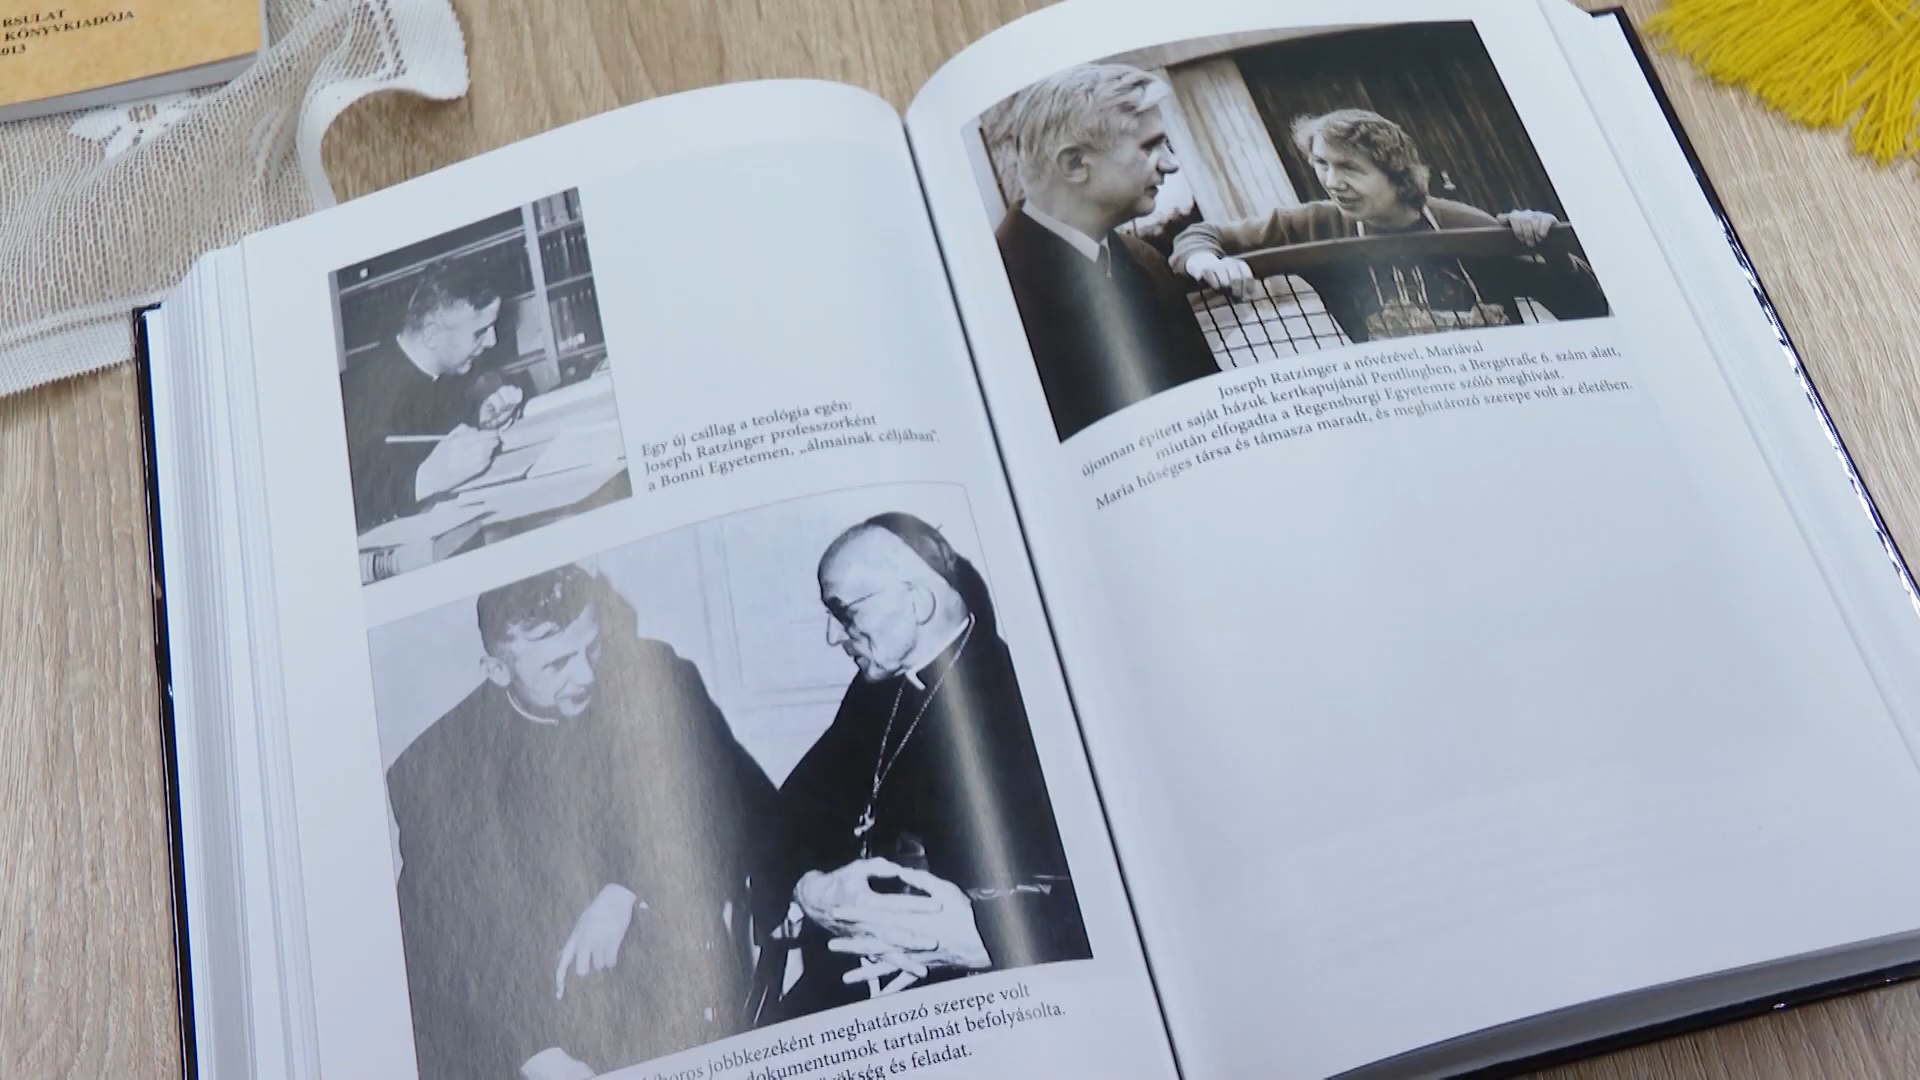 RSULAT
KÖNYVKIADÓJA
2013
Egy új csillag a teológia egén:
Joseph Ratzinger professzorként
a Bonni Egyetemen, „álmainak céljában”.
jobbkezeként meghatározó szerepe volt
dokumentumok tartalmát befolyásolta.
és feladat.
Joseph Ratzinger a nővérével, Mariával
újonnan épített saját házuk kertkapujánál Pentlingben, a Bergstraße 6. szám alatt,
miután elfogadta a Regensburgi Egyetemre szóló meghívást.
Maria hűséges társa és támasza maradt, és meghatározó szerepe volt az életében.